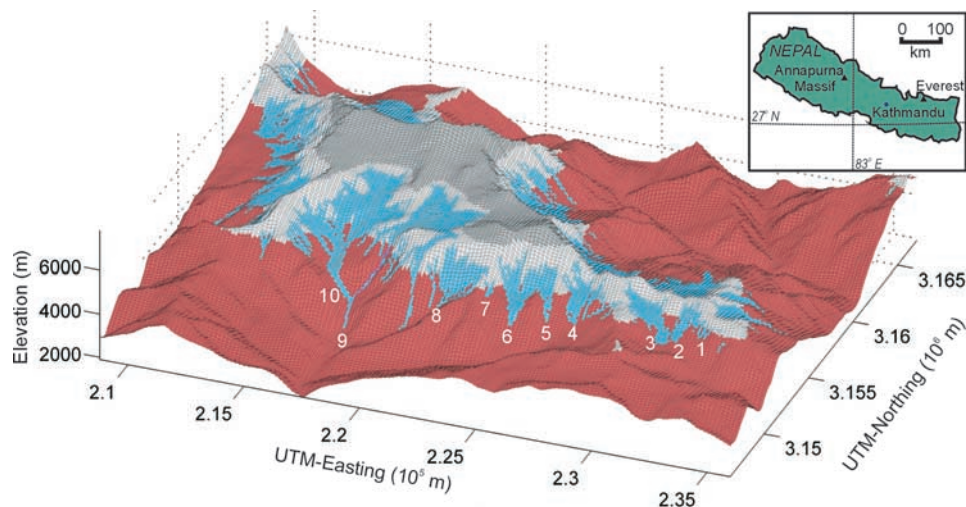 NEPAL
Annapurna
Massif
Everest
Kathmandu
27° N
83° E
0 100
km
Elevation (m)
6000
4000
2000
10
9
8
7
6
5
4
3
2
1
2.1
2.15
2.2
2.25
2.3
2.35
UTM-Easting (10⁵ m)
3.15
3.155
3.16
3.165
UTM-Northing (10⁶ m)